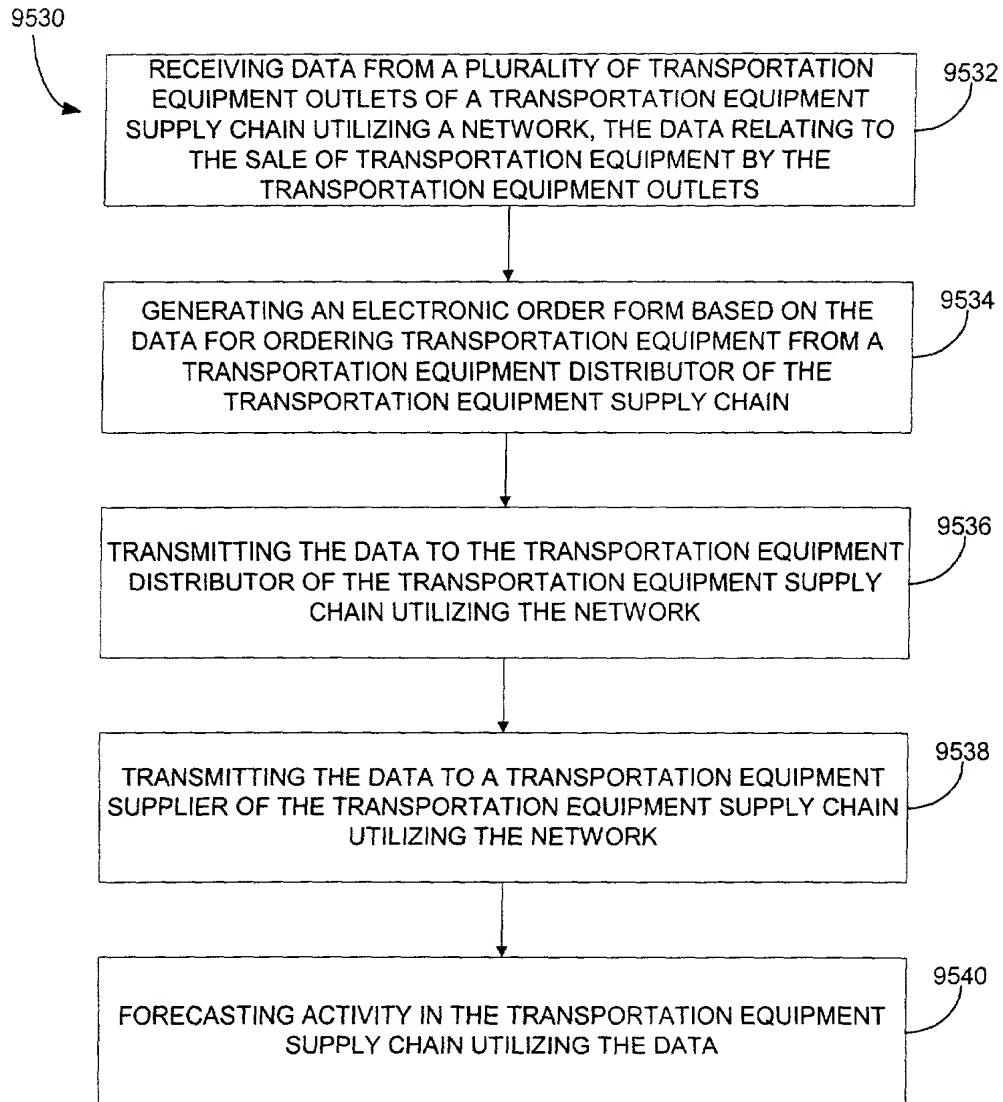 9530
RECEIVING DATA FROM A PLURALITY OF TRANSPORTATION
EQUIPMENT OUTLETS OF A TRANSPORTATION EQUIPMENT
SUPPLY CHAIN UTILIZING A NETWORK, THE DATA RELATING TO
THE SALE OF TRANSPORTATION EQUIPMENT BY THE
TRANSPORTATION EQUIPMENT OUTLETS
9532
GENERATING AN ELECTRONIC ORDER FORM BASED ON THE
DATA FOR ORDERING TRANSPORTATION EQUIPMENT FROM A
TRANSPORTATION EQUIPMENT DISTRIBUTOR OF THE
TRANSPORTATION EQUIPMENT SUPPLY CHAIN
9534
TRANSMITTING THE DATA TO THE TRANSPORTATION EQUIPMENT
DISTRIBUTOR OF THE TRANSPORTATION EQUIPMENT SUPPLY
CHAIN UTILIZING THE NETWORK
9536
TRANSMITTING THE DATA TO A TRANSPORTATION EQUIPMENT
SUPPLIER OF THE TRANSPORTATION EQUIPMENT SUPPLY CHAIN
UTILIZING THE NETWORK
9538
FORECASTING ACTIVITY IN THE TRANSPORTATION EQUIPMENT
SUPPLY CHAIN UTILIZING THE DATA
9540